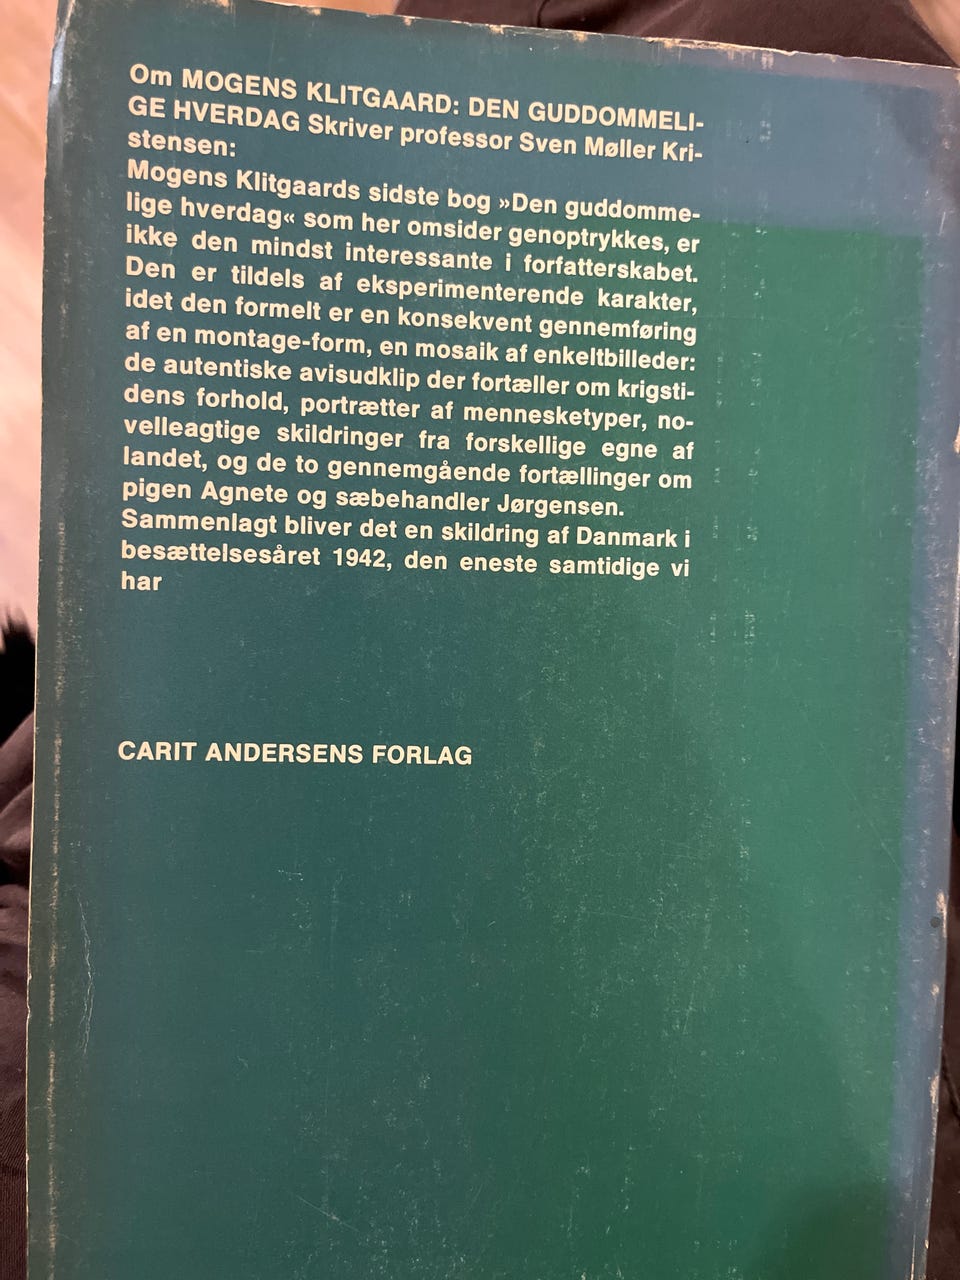 Om MOGENS KLITGAARD: DEN GUDDOMMELI-
GE HVERDAG Skriver professor Sven Møller Kri-
stensen:
Mogens Klitgaards sidste bog »Den guddomme-
lige hverdag« som her omsider genoptrykkes, er
ikke den mindst interessante i forfatterskabet.
Den er tildels af eksperimenterende karakter,
idet den formelt er en konsekvent gennemføring
af en montage-form, en mosaik af enkeltbilleder:
de autentiske avisudklip der fortæller om krigsti-
dens forhold, portrætter af mennesketyper, no-
velleagtige skildringer fra forskellige egne af
landet, og de to gennemgående fortællinger om
pigen Agnete og sæbehandler Jørgensen.
Sammenlagt bliver det en skildring af Danmark i
besættelsesåret 1942, den eneste samtidige vi
har
CARIT ANDERSENS FORLAG